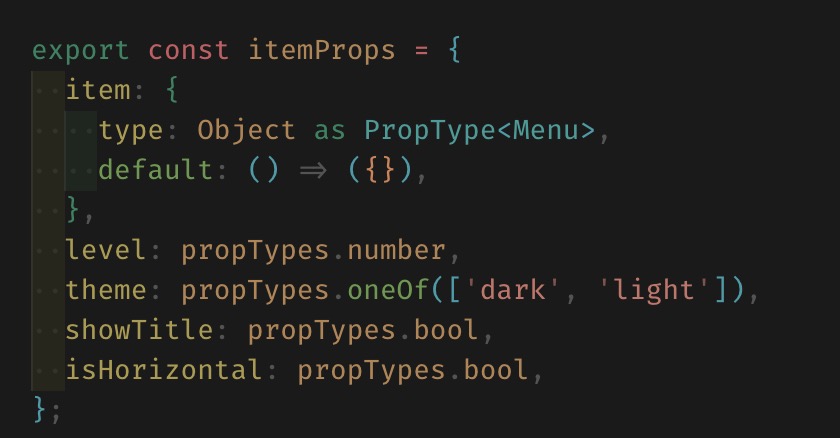 export const itemProps = {
  item: {
    type: Object as PropType<Menu>,
    default: () => ({}),
  },
  level: propTypes.number,
  theme: propTypes.oneOf(['dark', 'light']),
  showTitle: propTypes.bool,
  isHorizontal: propTypes.bool,
};